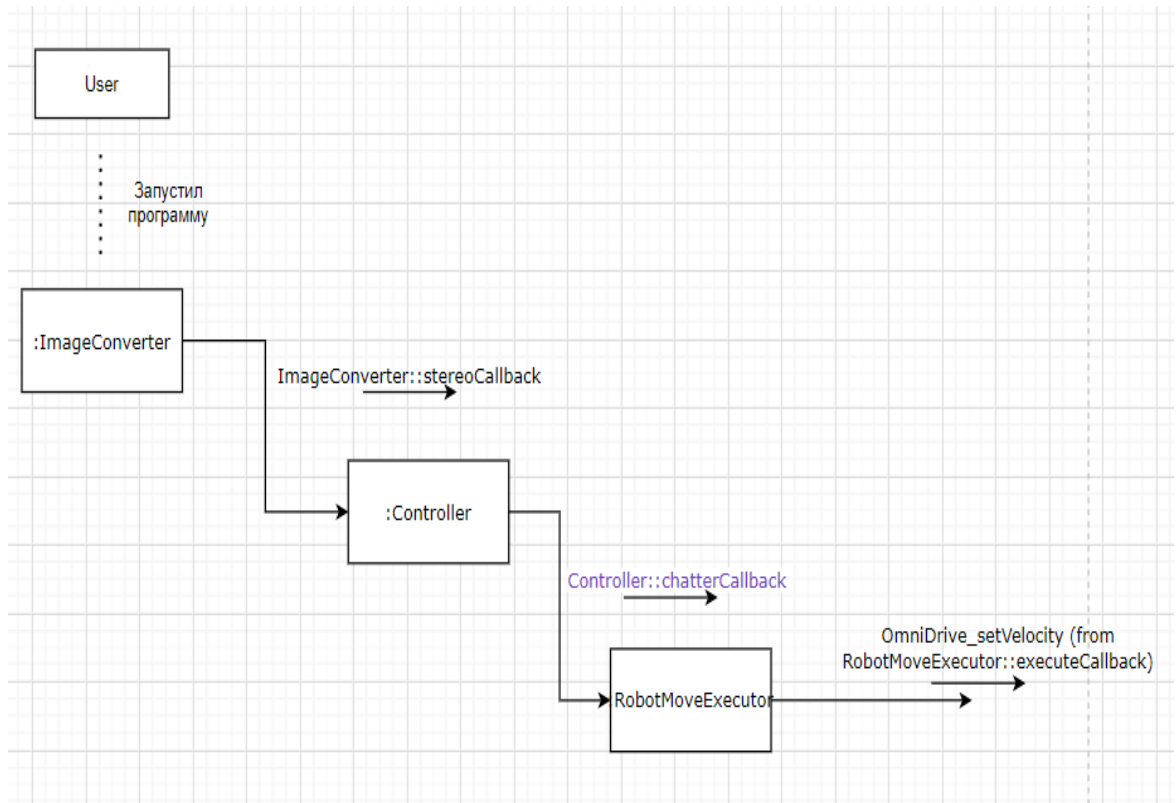 User
Запустил
программу
:ImageConverter
ImageConverter::stereoCallback
:Controller
Controller::chatterCallback
OmniDrive_setVelocity (from
RobotMoveExecutor::executeCallback)
RobotMoveExecutor